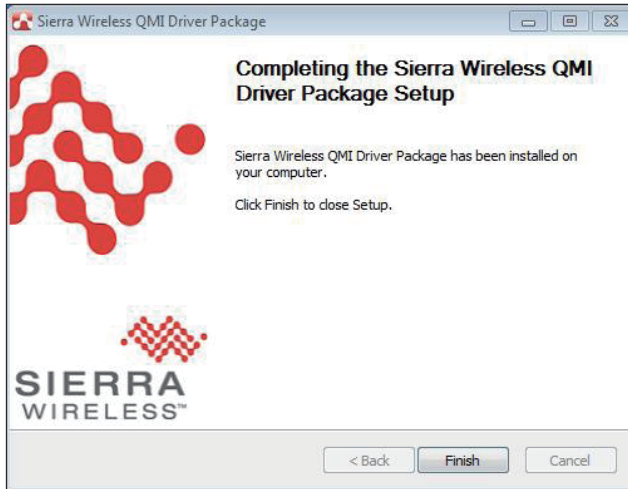 Sierra Wireless QMI Driver Package
Completing the Sierra Wireless QMI
Driver Package Setup
Sierra Wireless QMI Driver Package has been installed on
your computer.
Click Finish to close Setup.
SIERRA
WIRELESS™
< Back
Finish
Cancel